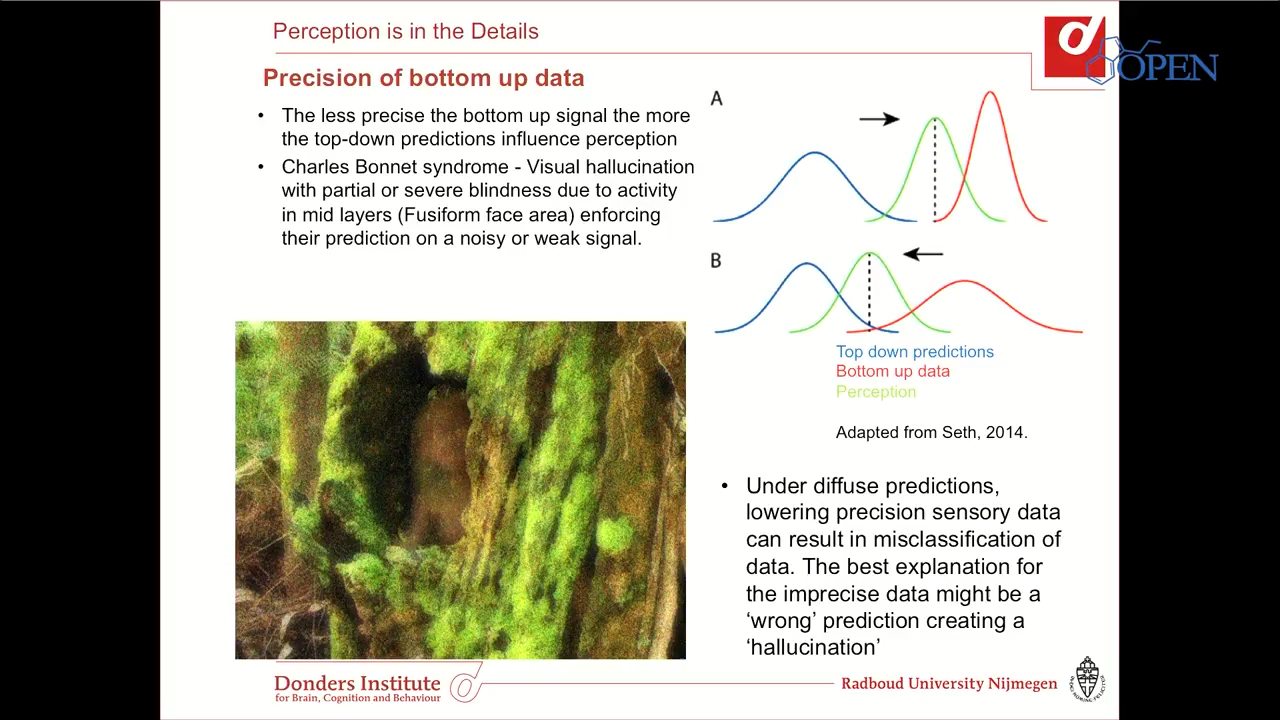 Perception is in the Details
OPEN
Precision of bottom up data
• The less precise the bottom up signal the more
the top-down predictions influence perception
• Charles Bonnet syndrome - Visual hallucination
with partial or severe blindness due to activity
in mid layers (Fusiform face area) enforcing
their prediction on a noisy or weak signal.
A
B
Top down predictions
Bottom up data
Perception
Adapted from Seth, 2014.
• Under diffuse predictions,
lowering precision sensory data
can result in misclassification of
data. The best explanation for
the imprecise data might be a
‘wrong’ prediction creating a
‘hallucination’
Donders Institute
for Brain, Cognition and Behaviour
Radboud University Nijmegen